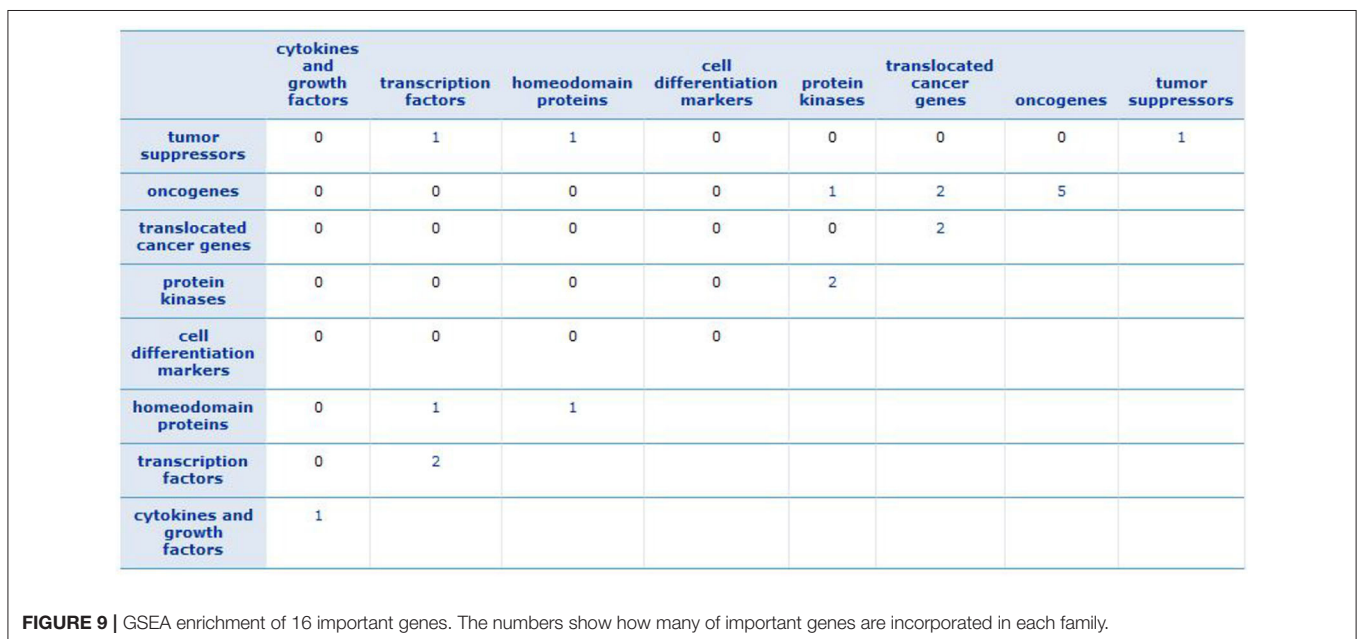 cytokines
and
growth
factors
transcription
factors
homeodomain
proteins
cell
differentiation
markers
protein
kinases
translocated
cancer
genes
oncogenes
tumor
suppressors
tumor
suppressors
0 1 1 0 0 0 0 1
oncogenes 0 0 0 0 1 2 5
translocated
cancer genes
0 0 0 0 0 2
protein
kinases
0 0 0 0 2
cell
differentiation
markers
0 0 0 0
homeodomain
proteins
0 1 1
transcription
factors
0 2
cytokines and
growth
factors
1
FIGURE 9 | GSEA enrichment of 16 important genes. The numbers show how many of important genes are incorporated in each family.